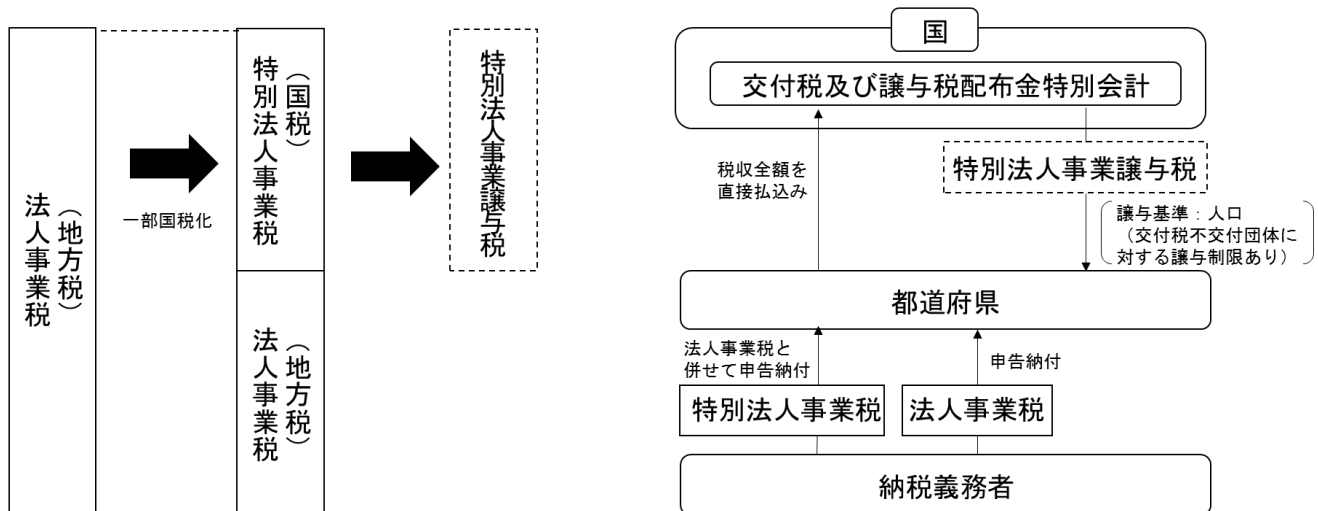 法人事業税
（地方税）
一部国税化
特別法人事業税
（国税）
法人事業税
（地方税）
特別法人事業譲与税
国
交付税及び譲与税配布金特別会計
税収全額を
直接払込み
特別法人事業譲与税
譲与基準：人口
（交付税不交付団体に
対する譲与制限あり）
都道府県
法人事業税と
併せて申告納付
申告納付
特別法人事業税
法人事業税
納税義務者